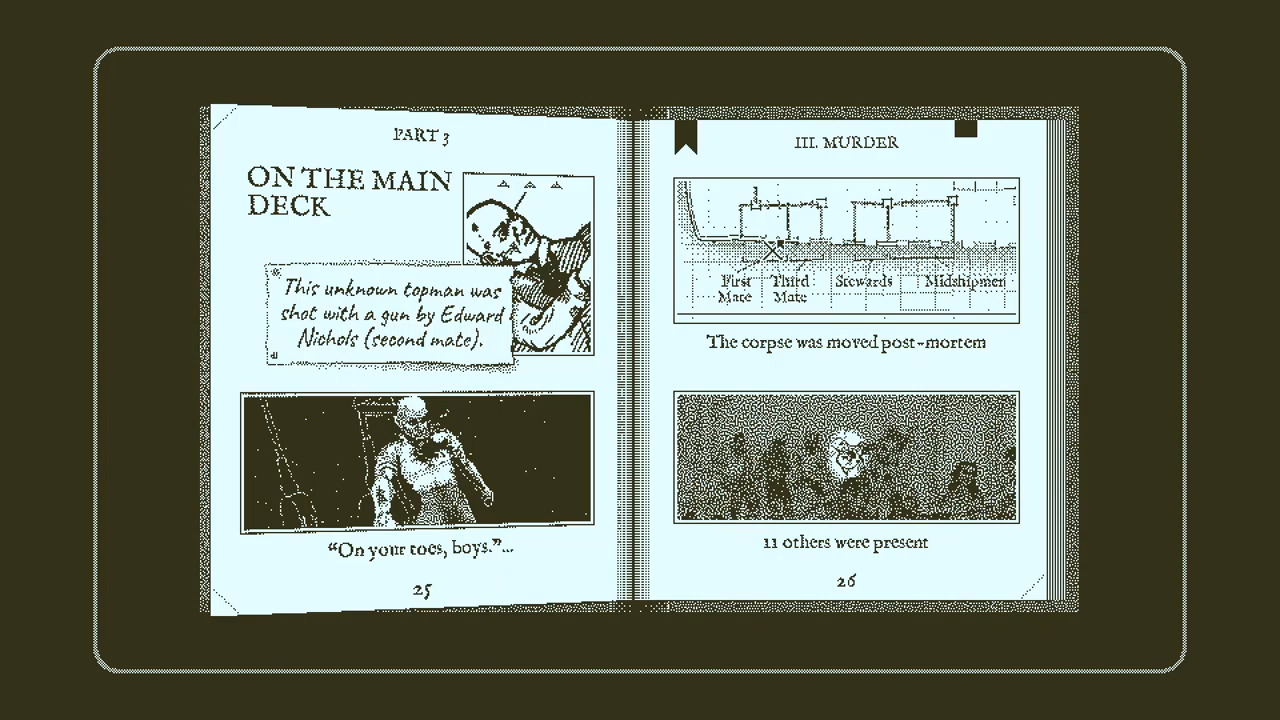 PART 3
ON THE MAIN
DECK
This unknown topman was
shot with a gun by Edward
Nichols (second mate).
“On your toes, boys.”...
25
III. MURDER
First Third Stewards Midshipmen
Mate Mate
The corpse was moved post-mortem
11 others were present
26